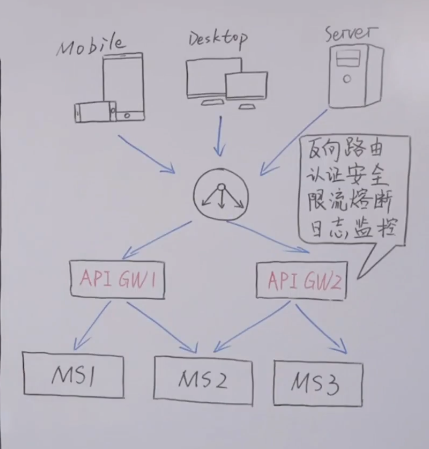 Mobile
Desktop
Server
反向路由
认证安全
限流熔断
日志监控
API GW1
API GW2
MS1
MS2
MS3